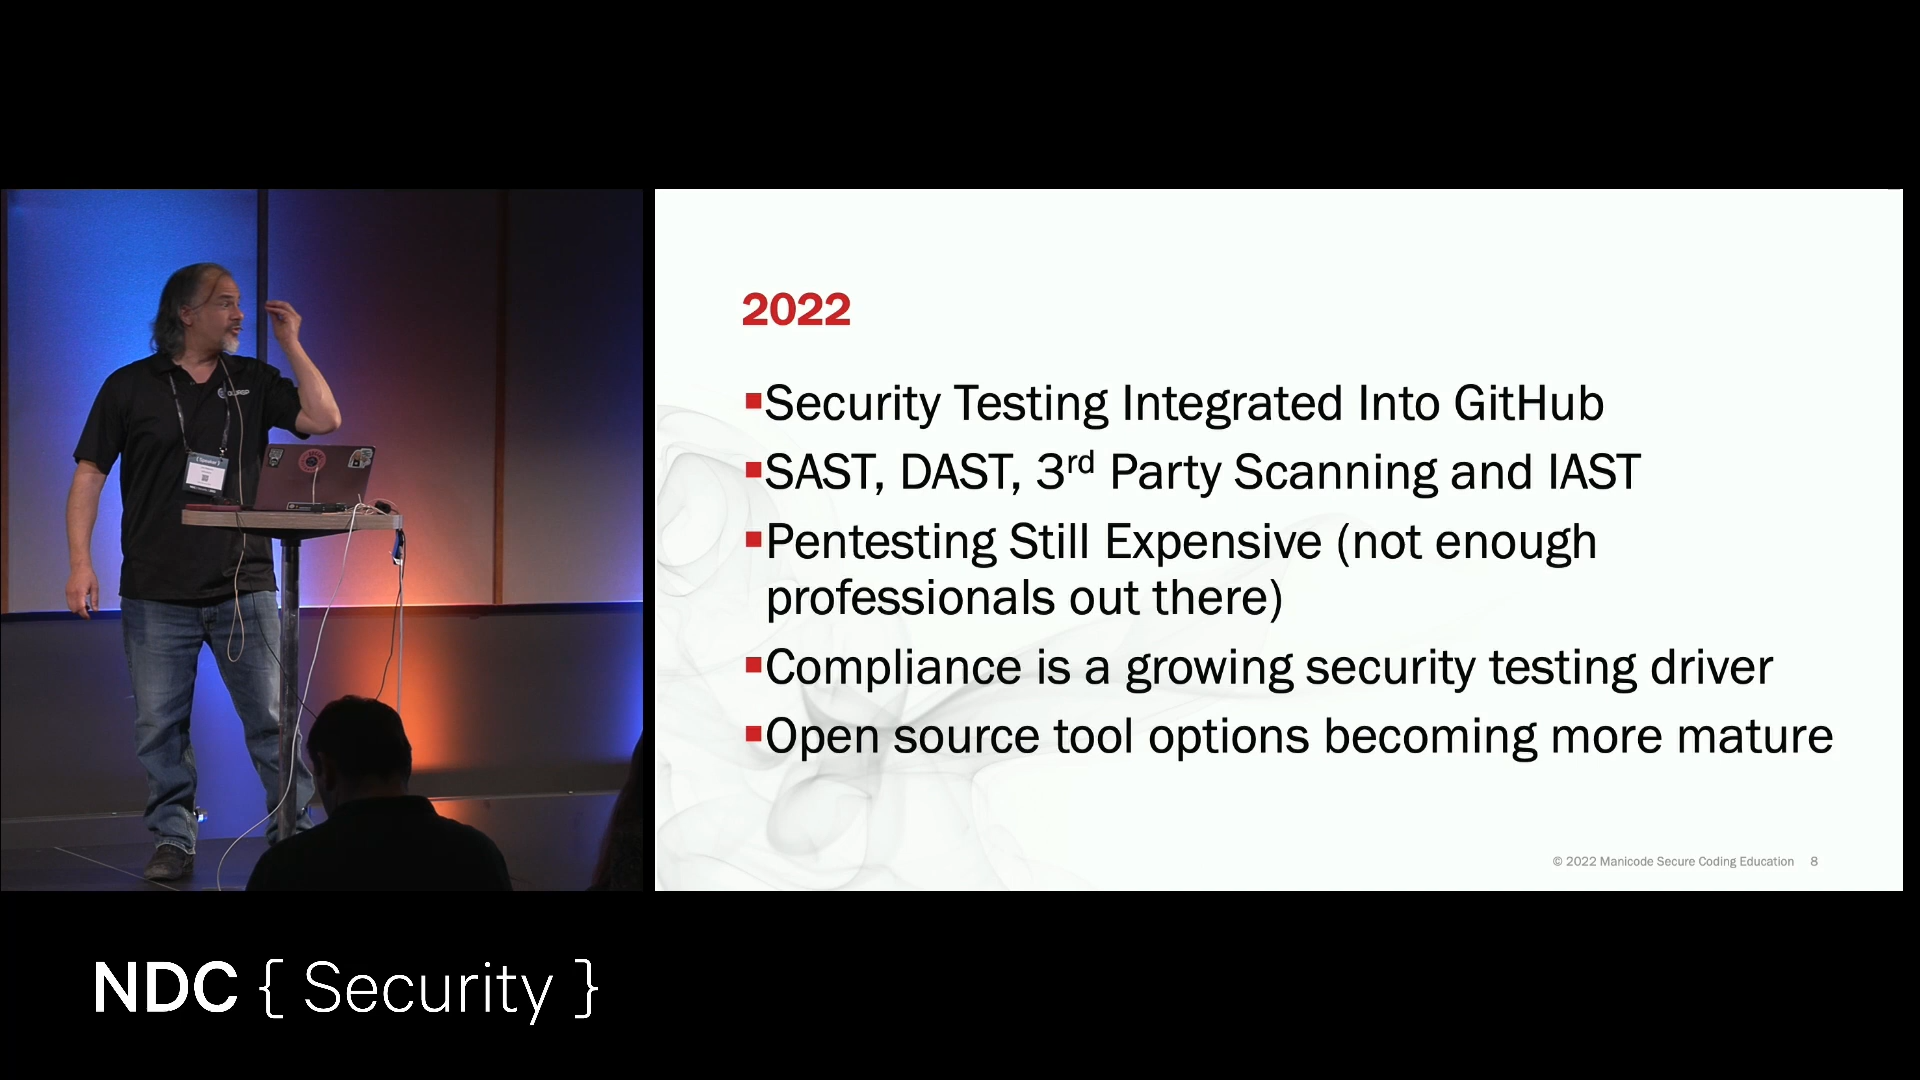 2022
▪Security Testing Integrated Into GitHub
▪SAST, DAST, 3rd Party Scanning and IAST
▪Pentesting Still Expensive (not enough
professionals out there)
▪Compliance is a growing security testing driver
▪Open source tool options becoming more mature
© 2022 Manicode Secure Coding Education 8
NDC { Security }